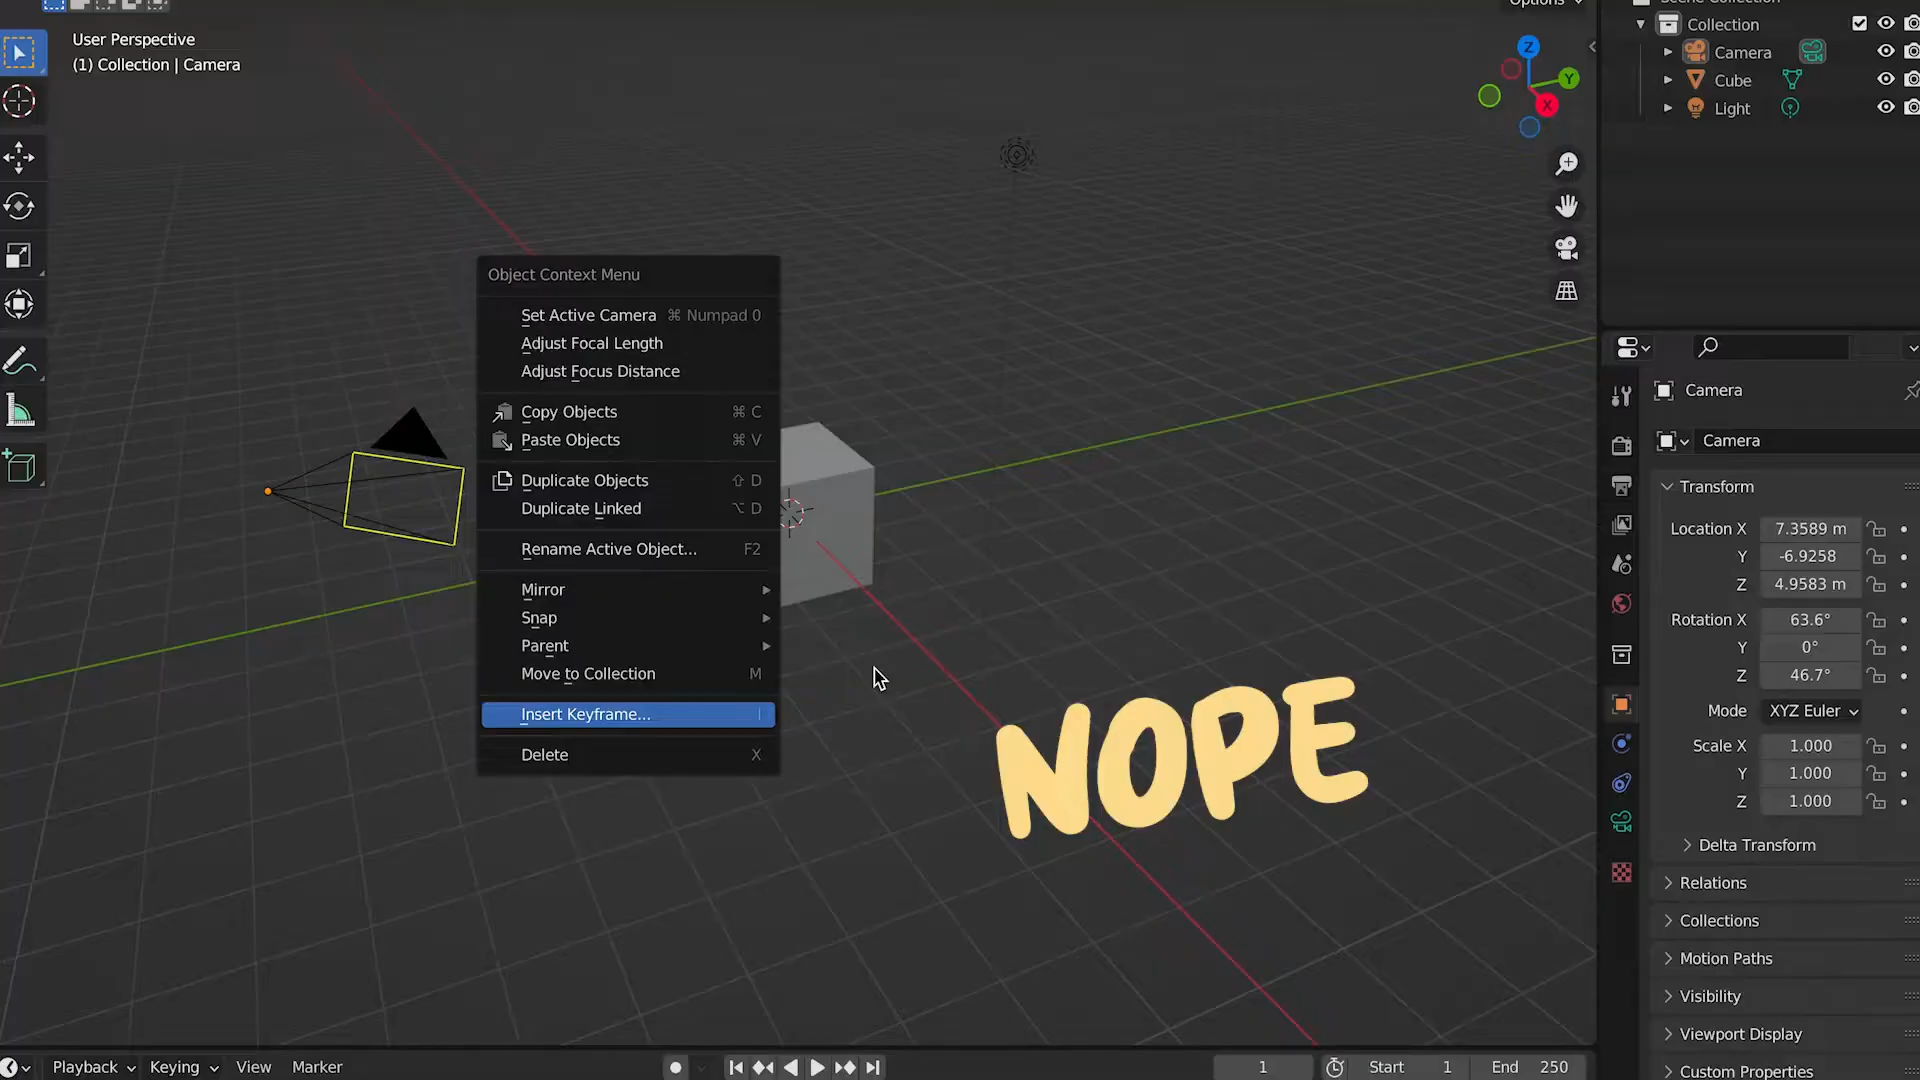 Options
Scene Collection
User Perspective
(1) Collection | Camera
Collection
Camera
Cube
Light
Z
Y
X
Object Context Menu
Set Active Camera ⌘ Numpad 0
Adjust Focal Length
Adjust Focus Distance
Copy Objects ⌘ C
Paste Objects ⌘ V
Duplicate Objects ⇧ D
Duplicate Linked ⌥ D
Rename Active Object... F2
Mirror
Snap
Parent
Move to Collection M
Insert Keyframe... I
Delete X
NOPE
Camera
Camera
Transform
Location X 7.3589 m
Y -6.9258
Z 4.9583 m
Rotation X 63.6°
Y 0°
Z 46.7°
Mode XYZ Euler
Scale X 1.000
Y 1.000
Z 1.000
Delta Transform
Relations
Collections
Motion Paths
Visibility
Viewport Display
Custom Properties
Playback Keying View Marker
1 Start 1 End 250